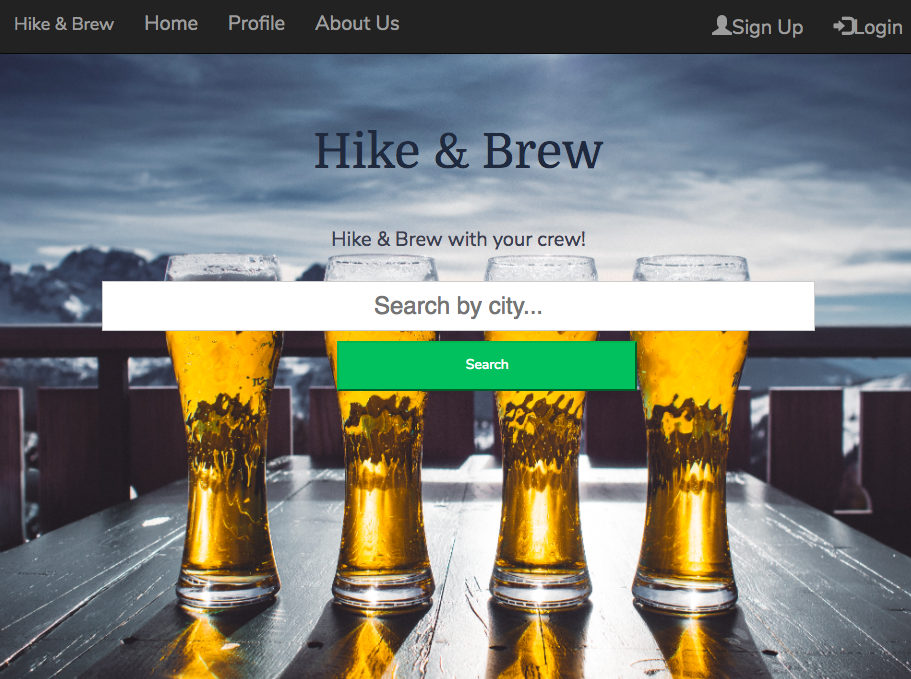 Hike & Brew Home Profile About Us Sign Up Login
Hike & Brew
Hike & Brew with your crew!
Search by city...
Search